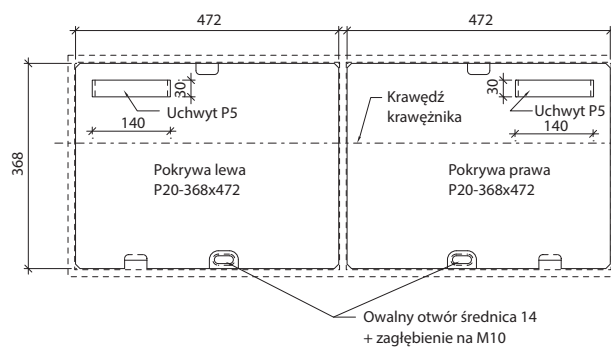 472
472
30
Uchwyt P5
140
Krawędź
krawężnika
30
Uchwyt P5
140
368
Pokrywa lewa
P20-368x472
Pokrywa prawa
P20-368x472
Owalny otwór średnica 14
+ zagłębienie na M10